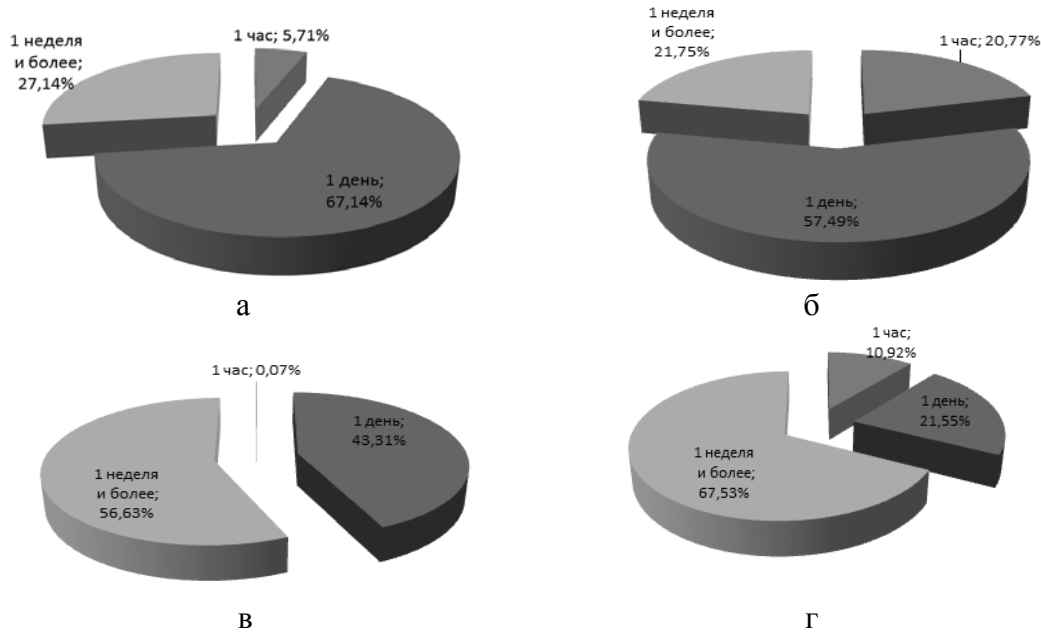 1 неделя
и более;
27,14%
1 час; 5,71%
1 день;
67,14%
а
1 неделя
и более;
21,75%
1 час; 20,77%
1 день;
57,49%
б
1 час; 0,07%
1 день;
43,31%
1 неделя
и более;
56,63%
в
1 час;
10,92%
1 день;
21,55%
1 неделя
и более;
67,53%
г